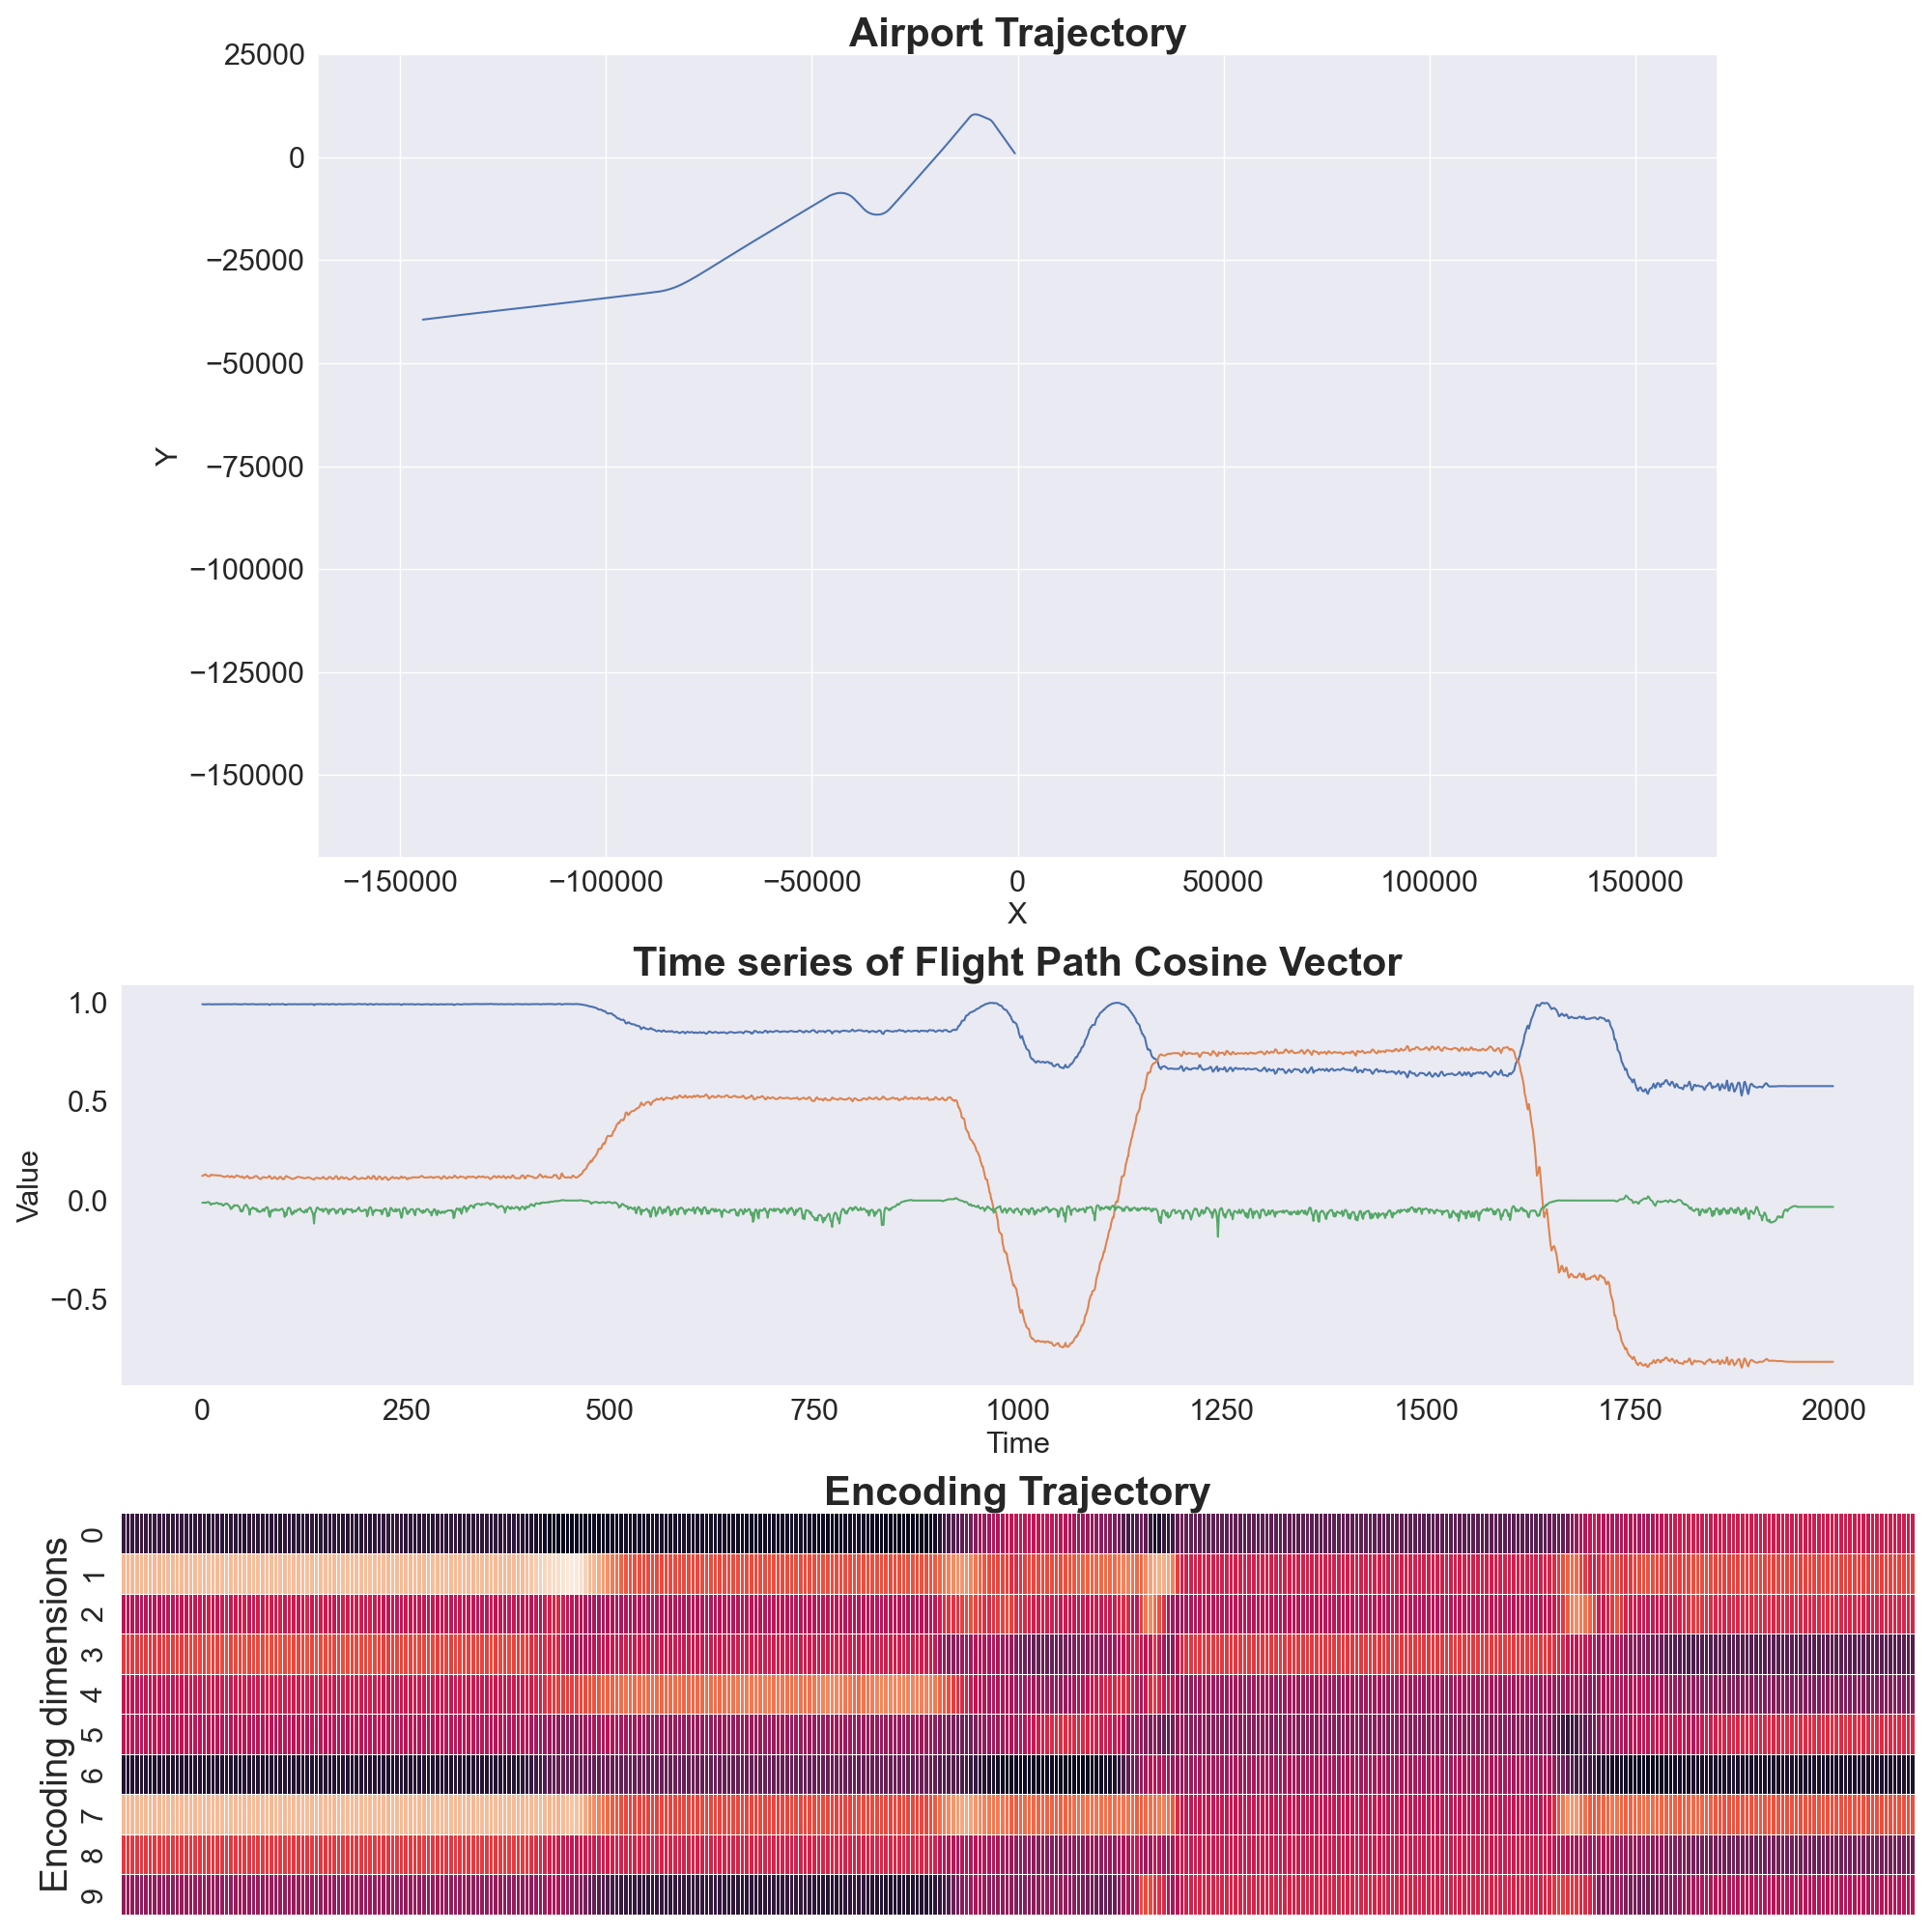 Airport Trajectory
25000
0
−25000
−50000
−75000
−100000
−125000
−150000
Y
−150000 −100000 −50000 0 50000 100000 150000
X
Time series of Flight Path Cosine Vector
1.0
0.5
0.0
−0.5
Value
0 250 500 750 1000 1250 1500 1750 2000
Time
Encoding Trajectory
Encoding dimensions
0
1
2
3
4
5
6
7
8
9